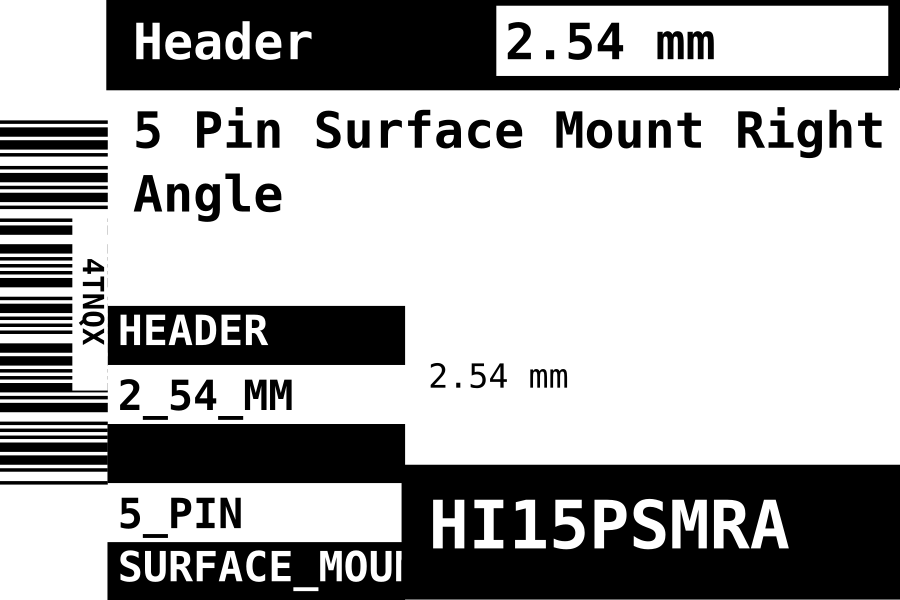 Header
2.54 mm
5 Pin Surface Mount Right
Angle
4TNQX
HEADER
2_54_MM
2.54 mm
5_PIN
HI15PSMRA
SURFACE_MOU